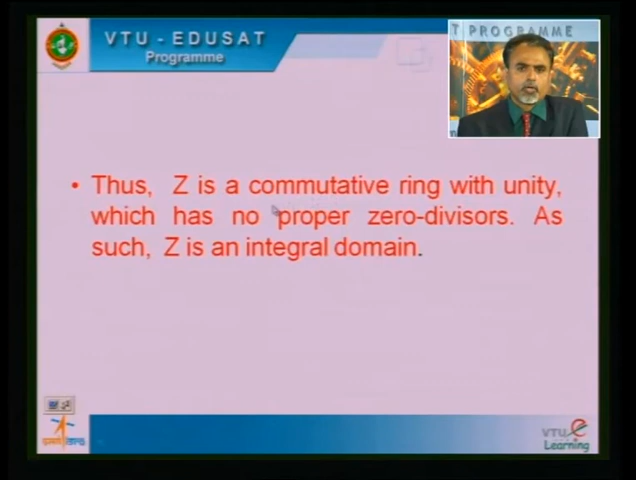 VTU - EDUSAT
Programme
T PROGRAMME
• Thus, Z is a commutative ring with unity,
which has no proper zero-divisors. As
such, Z is an integral domain.
VTU e
Learning